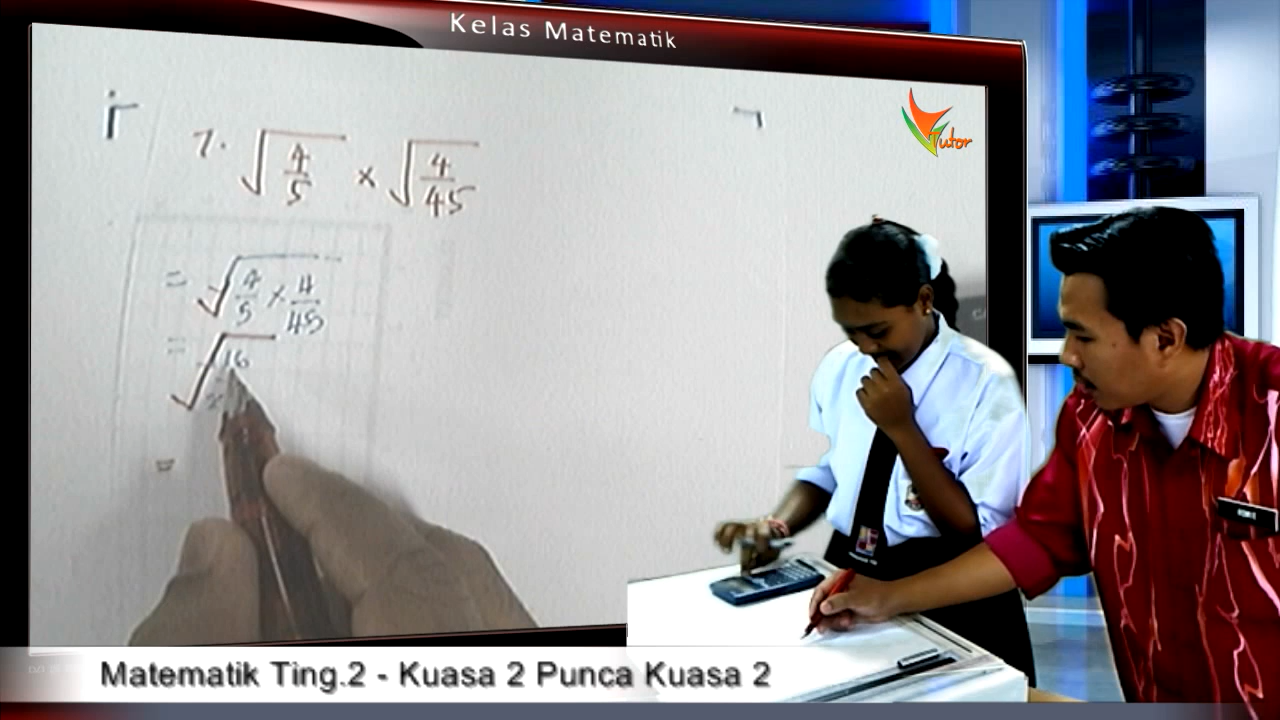 Kelas Matematik
Tutor
7. √4/5 × √4/45
= √4/5 × 4/45
= √16
=
Matematik Ting.2 - Kuasa 2 Punca Kuasa 2